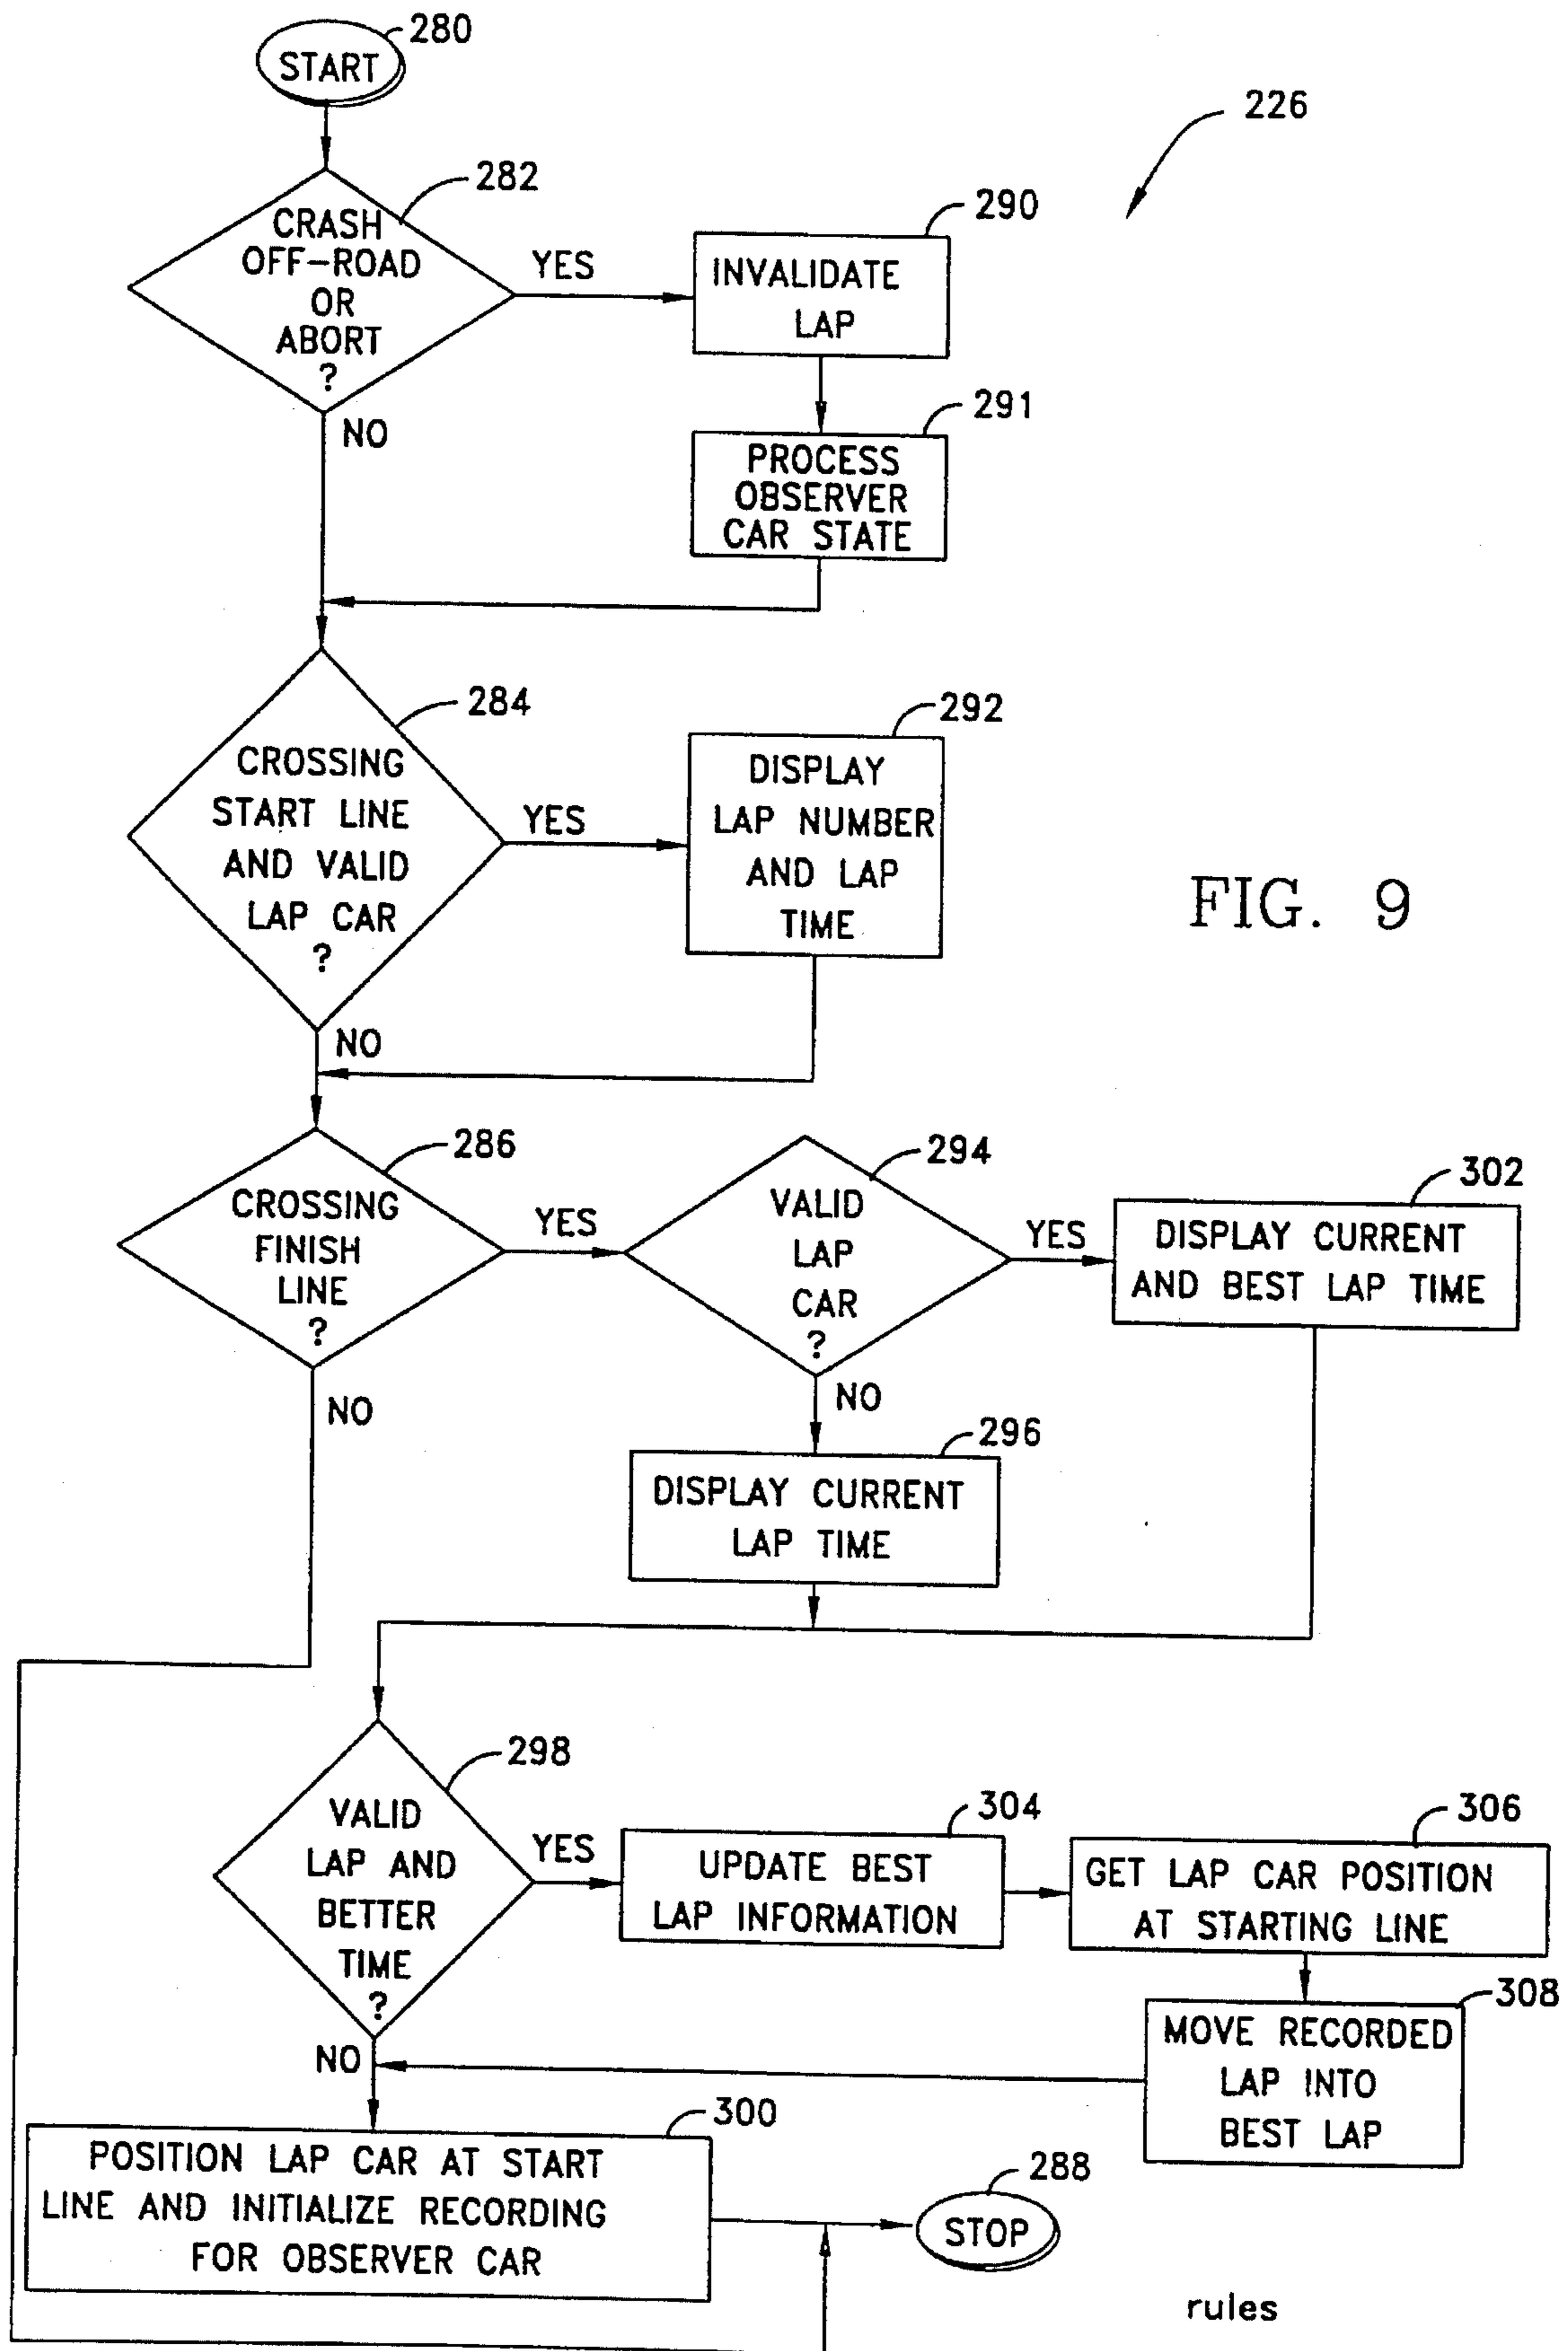 280
START
226
282
CRASH
OFF-ROAD
OR
ABORT
?
YES
290
INVALIDATE
LAP
NO
291
PROCESS
OBSERVER
CAR STATE
284
CROSSING
START LINE
AND VALID
LAP CAR
?
YES
292
DISPLAY
LAP NUMBER
AND LAP
TIME
FIG. 9
NO
286
CROSSING
FINISH
LINE
?
YES
294
VALID
LAP
CAR
?
YES
302
DISPLAY CURRENT
AND BEST LAP TIME
NO
NO
296
DISPLAY CURRENT
LAP TIME
298
VALID
LAP AND
BETTER
TIME
?
YES
304
UPDATE BEST
LAP INFORMATION
306
GET LAP CAR POSITION
AT STARTING LINE
308
MOVE RECORDED
LAP INTO
BEST LAP
NO
300
POSITION LAP CAR AT START
LINE AND INITIALIZE RECORDING
FOR OBSERVER CAR
288
STOP
rules